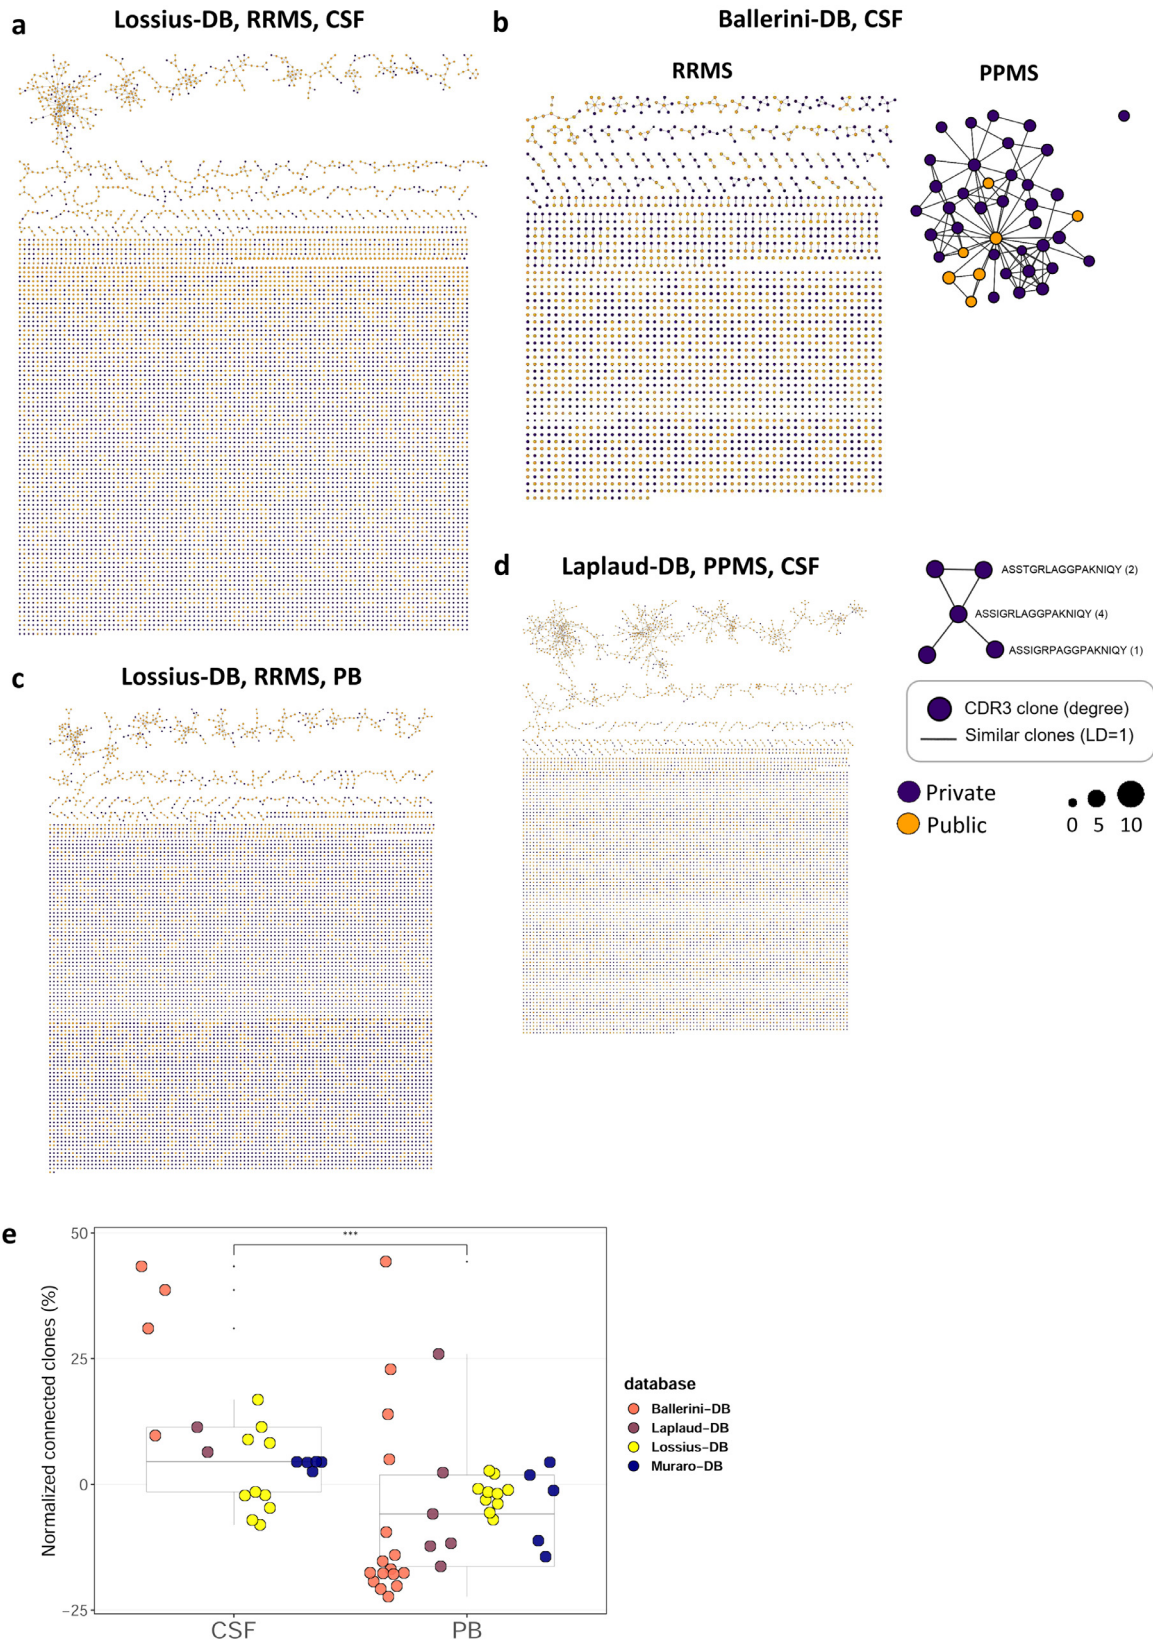 a
Lossius-DB, RRMS, CSF
b
Ballerini-DB, CSF
RRMS
PPMS
c
Lossius-DB, RRMS, PB
d
Laplaud-DB, PPMS, CSF
ASSTGRLAGGPAKNIQY (2)
ASSIGRLAGGPAKNIQY (4)
ASSIGRPAGGPAKNIQY (1)
CDR3 clone (degree)
Similar clones (LD=1)
Private
Public
0 5 10
e
Normalized connected clones (%)
50
25
0
−25
***
CSF
PB
database
Ballerini−DB
Laplaud−DB
Lossius−DB
Muraro−DB